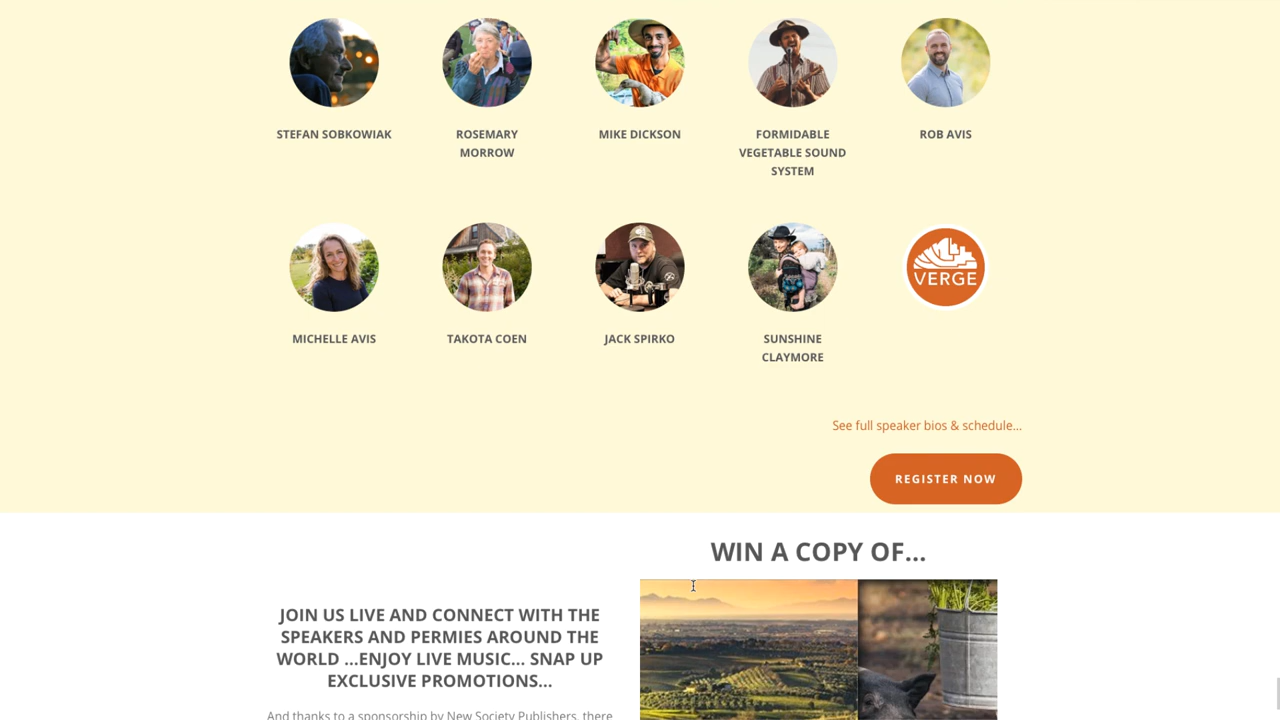 STEFAN SOBKOWIAK
ROSEMARY
MORROW
MIKE DICKSON
FORMIDABLE
VEGETABLE SOUND
SYSTEM
ROB AVIS
VERGE
MICHELLE AVIS
TAKOTA COEN
JACK SPIRKO
SUNSHINE
CLAYMORE
See full speaker bios & schedule...
REGISTER NOW
WIN A COPY OF...
JOIN US LIVE AND CONNECT WITH THE
SPEAKERS AND PERMIES AROUND THE
WORLD ...ENJOY LIVE MUSIC... SNAP UP
EXCLUSIVE PROMOTIONS...
And thanks to a sponsorship by New Society Publishers, there